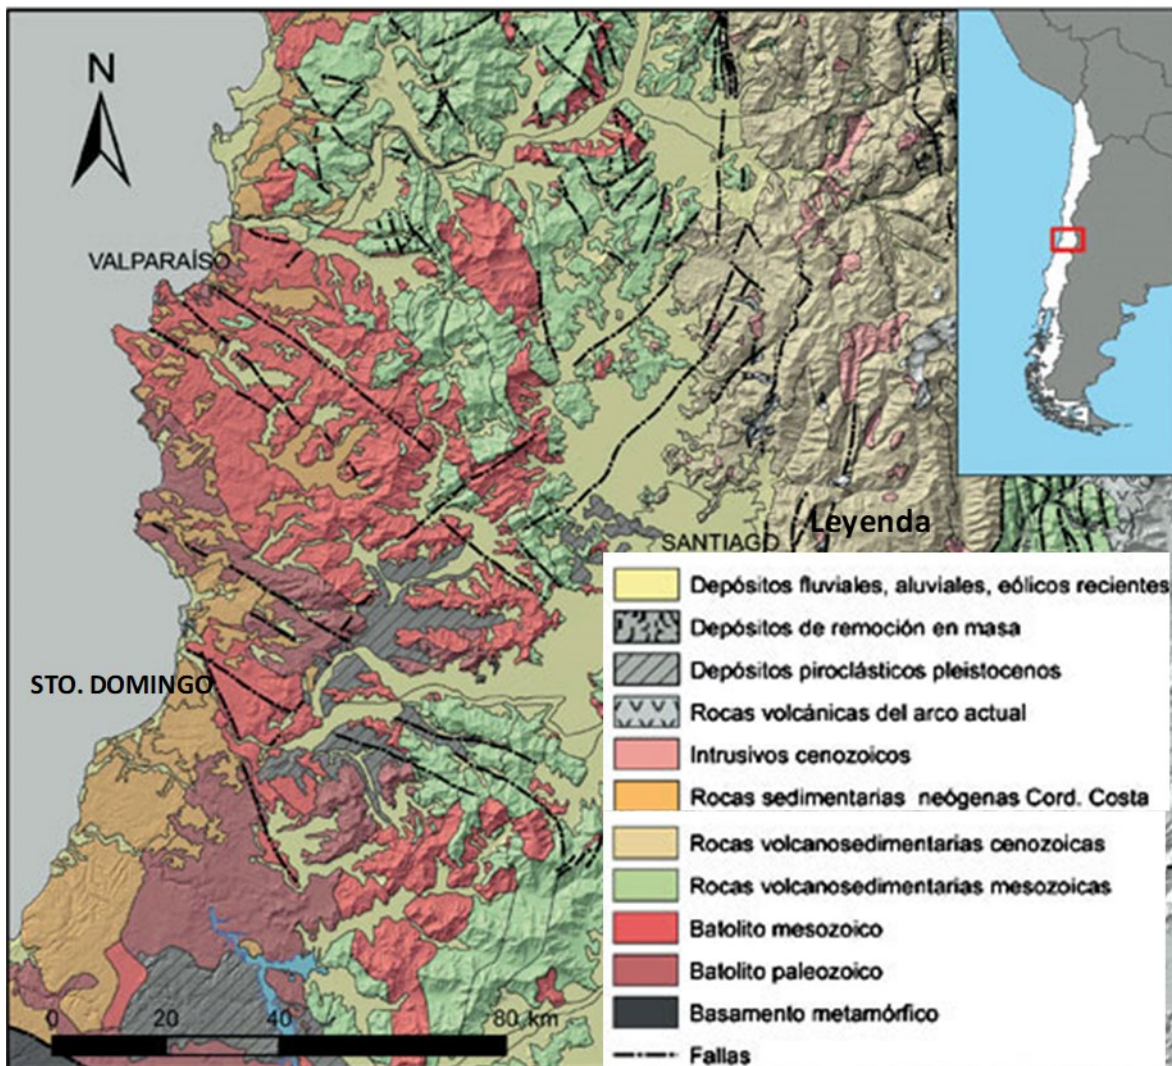 N
VALPARAÍSO
SANTIAGO
STO. DOMINGO
0 20 40 80 km
Leyenda
Depósitos fluviales, aluviales, eólicos recientes
Depósitos de remoción en masa
Depósitos piroclásticos pleistocenos
Rocas volcánicas del arco actual
Intrusivos cenozoicos
Rocas sedimentarias neógenas Cord. Costa
Rocas volcanosedimentarias cenozoicas
Rocas volcanosedimentarias mesozoicas
Batolito mesozoico
Batolito paleozoico
Basamento metamórfico
Fallas